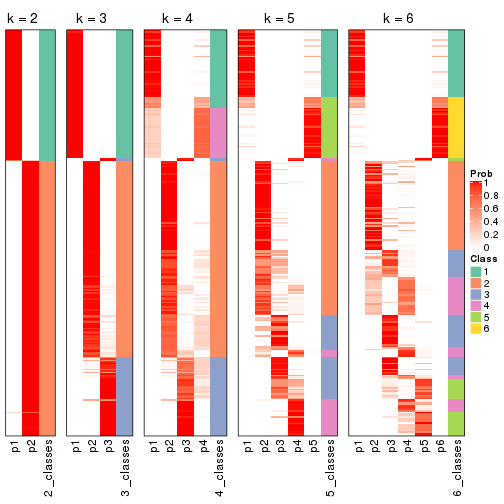 k = 2
k = 3
k = 4
k = 5
k = 6
Prob
1
0.8
0.6
0.4
0.2
0
Class
1
2
3
4
5
6
p1
p2
2_classes
p1
p2
p3
3_classes
p1
p2
p3
p4
4_classes
p1
p2
p3
p4
p5
5_classes
p1
p2
p3
p4
p5
p6
6_classes